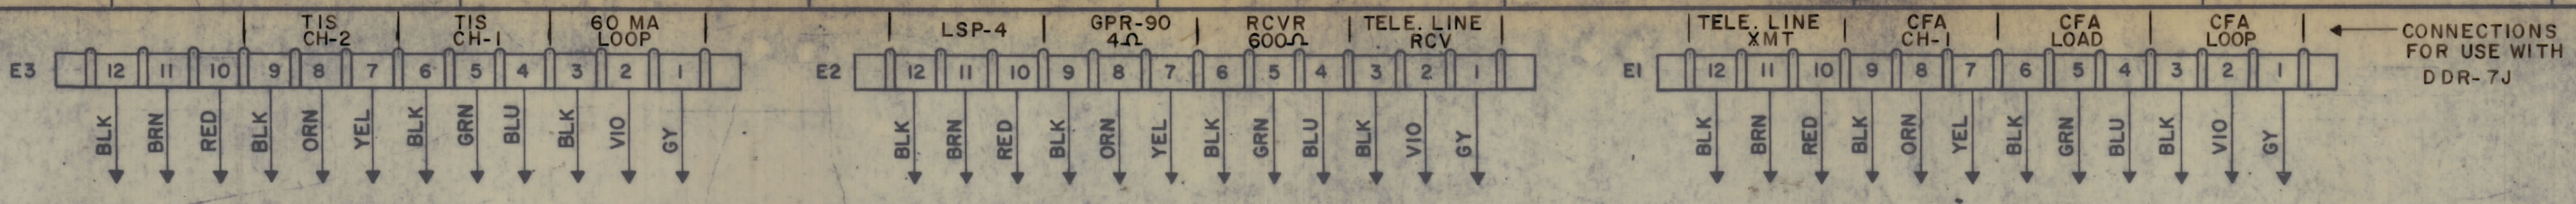 TIS CH-2 TIS CH-1 60 MA LOOP
E3 12 11 10 9 8 7 6 5 4 3 2 1
BLK BRN RED BLK ORN YEL BLK GRN BLU BLK VIO GY
LSP-4 GPR-90 4Ω RCVR 600Ω TELE. LINE RCV
E2 12 11 10 9 8 7 6 5 4 3 2 1
BLK BRN RED BLK ORN YEL BLK GRN BLU BLK VIO GY
TELE. LINE XMT CFA CH-1 CFA LOAD CFA LOOP
E1 12 11 10 9 8 7 6 5 4 3 2 1
BLK BRN RED BLK ORN YEL BLK GRN BLU BLK VIO GY
CONNECTIONS
FOR USE WITH
DDR-7J